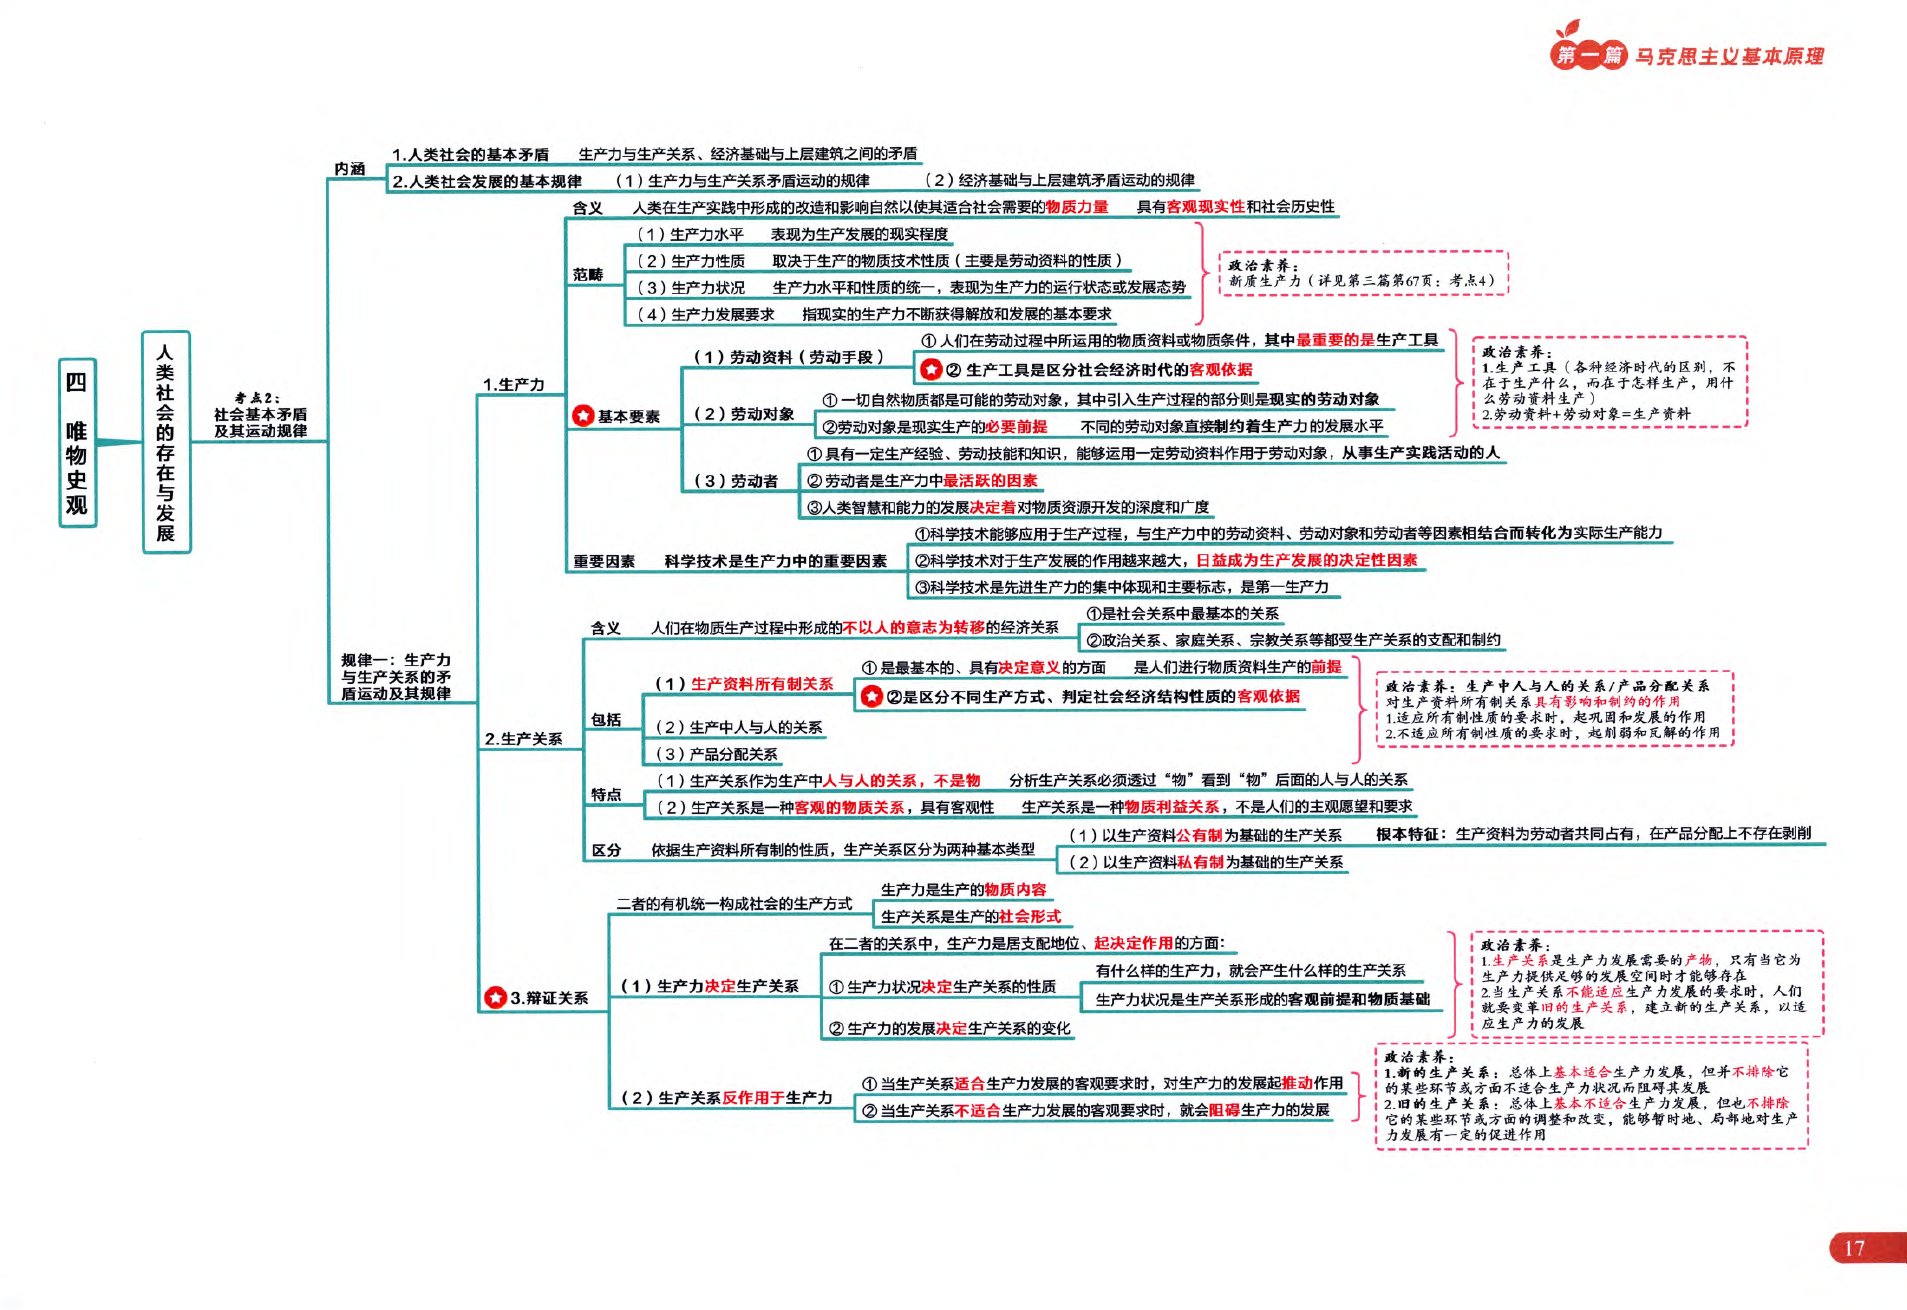 第一篇 马克思主义基本原理
四 唯物史观
人类社会的存在与发展
考点2：
社会基本矛盾
及其运动规律
内涵
1.人类社会的基本矛盾 生产力与生产关系、经济基础与上层建筑之间的矛盾
2.人类社会发展的基本规律 （1）生产力与生产关系矛盾运动的规律 （2）经济基础与上层建筑矛盾运动的规律
规律一：生产力
与生产关系的矛
盾运动及其规律
1.生产力
含义 人类在生产实践中形成的改造和影响自然以使其适合社会需要的物质力量 具有客观现实性和社会历史性
范畴
（1）生产力水平 表现为生产发展的现实程度
（2）生产力性质 取决于生产的物质技术性质（主要是劳动资料的性质）
（3）生产力状况 生产力水平和性质的统一，表现为生产力的运行状态或发展态势
（4）生产力发展要求 指现实的生产力不断获得解放和发展的基本要求
政治素养：
新质生产力（详见第三篇第67页：考点4）
基本要素
（1）劳动资料（劳动手段）
①人们在劳动过程中所运用的物质资料或物质条件，其中最重要的是生产工具
②生产工具是区分社会经济时代的客观依据
（2）劳动对象
①一切自然物质都是可能的劳动对象，其中引入生产过程的部分则是现实的劳动对象
②劳动对象是现实生产的必要前提 不同的劳动对象直接制约着生产力的发展水平
（3）劳动者
①具有一定生产经验、劳动技能和知识，能够运用一定劳动资料作用于劳动对象，从事生产实践活动的人
②劳动者是生产力中最活跃的因素
③人类智慧和能力的发展决定着对物质资源开发的深度和广度
政治素养：
1.生产工具（各种经济时代的区别，不
在于生产什么，而在于怎样生产，用什
么劳动资料生产）
2.劳动资料+劳动对象=生产资料
重要因素 科学技术是生产力中的重要因素
①科学技术能够应用于生产过程，与生产力中的劳动资料、劳动对象和劳动者等因素相结合而转化为实际生产能力
②科学技术对于生产发展的作用越来越大，日益成为生产发展的决定性因素
③科学技术是先进生产力的集中体现和主要标志，是第一生产力
2.生产关系
含义 人们在物质生产过程中形成的不以人的意志为转移的经济关系
①是社会关系中最基本的关系
②政治关系、家庭关系、宗教关系等都受生产关系的支配和制约
包括
（1）生产资料所有制关系
①是最基本的、具有决定意义的方面 是人们进行物质资料生产的前提
②是区分不同生产方式、判定社会经济结构性质的客观依据
（2）生产中人与人的关系
（3）产品分配关系
政治素养：生产中人与人的关系/产品分配关系
对生产资料所有制关系具有影响和制约的作用
1.适应所有制性质的要求时，起巩固和发展的作用
2.不适应所有制性质的要求时，起削弱和瓦解的作用
特点
（1）生产关系作为生产中人与人的关系，不是物 分析生产关系必须透过“物”看到“物”后面的人与人的关系
（2）生产关系是一种客观的物质关系，具有客观性 生产关系是一种物质利益关系，不是人们的主观愿望和要求
区分 依据生产资料所有制的性质，生产关系区分为两种基本类型
（1）以生产资料公有制为基础的生产关系 根本特征：生产资料为劳动者共同占有，在产品分配上不存在剥削
（2）以生产资料私有制为基础的生产关系
3.辩证关系
二者的有机统一构成社会的生产方式
生产力是生产的物质内容
生产关系是生产的社会形式
（1）生产力决定生产关系
在二者的关系中，生产力是居支配地位、起决定作用的方面：
①生产力状况决定生产关系的性质
有什么样的生产力，就会产生什么样的生产关系
生产力状况是生产关系形成的客观前提和物质基础
②生产力的发展决定生产关系的变化
政治素养：
1.生产关系是生产力发展需要的产物，只有当它为
生产力提供足够的发展空间时才能够存在
2.当生产关系不能适应生产力发展的要求时，人们
就要变革旧的生产关系，建立新的生产关系，以适
应生产力的发展
（2）生产关系反作用于生产力
①当生产关系适合生产力发展的客观要求时，对生产力的发展起推动作用
②当生产关系不适合生产力发展的客观要求时，就会阻碍生产力的发展
政治素养：
1.新的生产关系：总体上基本适合生产力发展，但并不排除它
的某些环节或方面不适合生产力状况而阻碍其发展
2.旧的生产关系：总体上基本不适合生产力发展，但也不排除
它的某些环节或方面的调整和改变，能够暂时地、局部地对生产
力发展有一定的促进作用
17